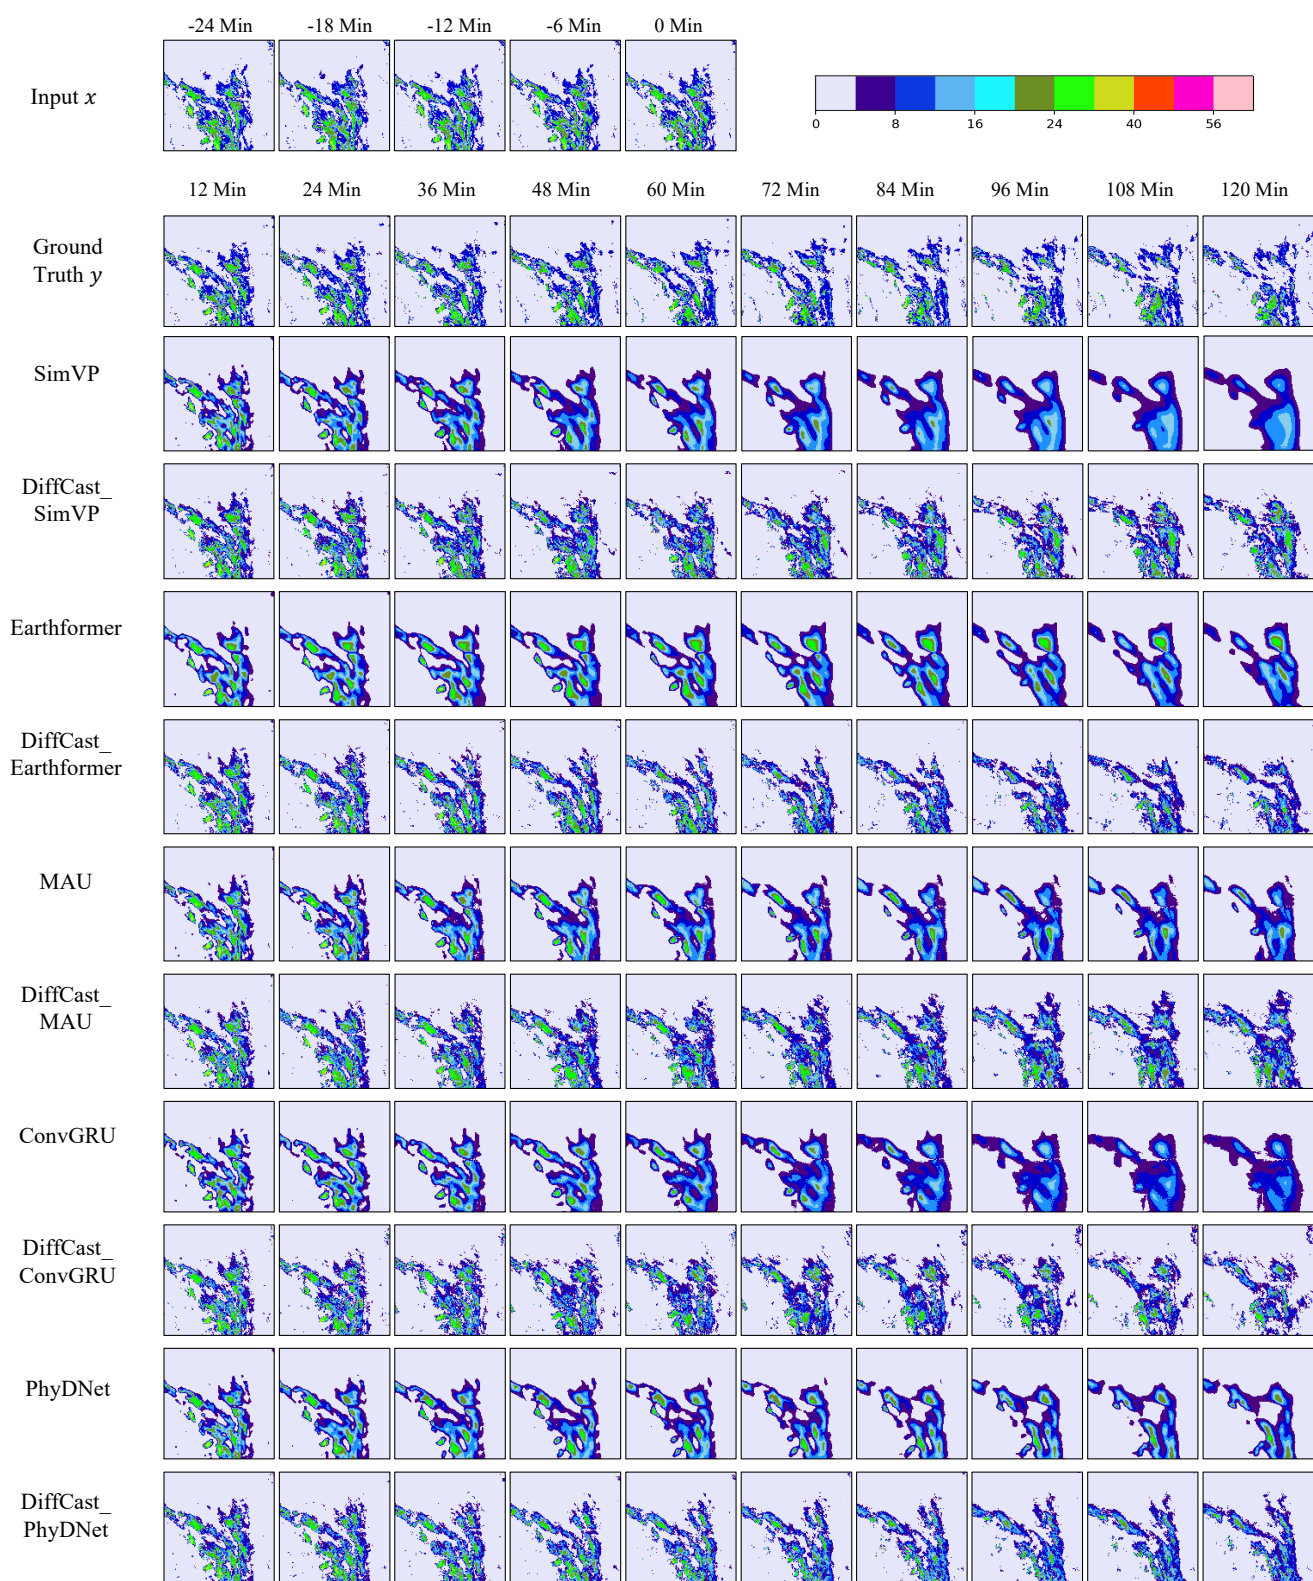 -24 Min -18 Min -12 Min -6 Min 0 Min
Input x
0 8 16 24 40 56
12 Min 24 Min 36 Min 48 Min 60 Min 72 Min 84 Min 96 Min 108 Min 120 Min
Ground
Truth y
SimVP
DiffCast_
SimVP
Earthformer
DiffCast_
Earthformer
MAU
DiffCast_
MAU
ConvGRU
DiffCast_
ConvGRU
PhyDNet
DiffCast_
PhyDNet